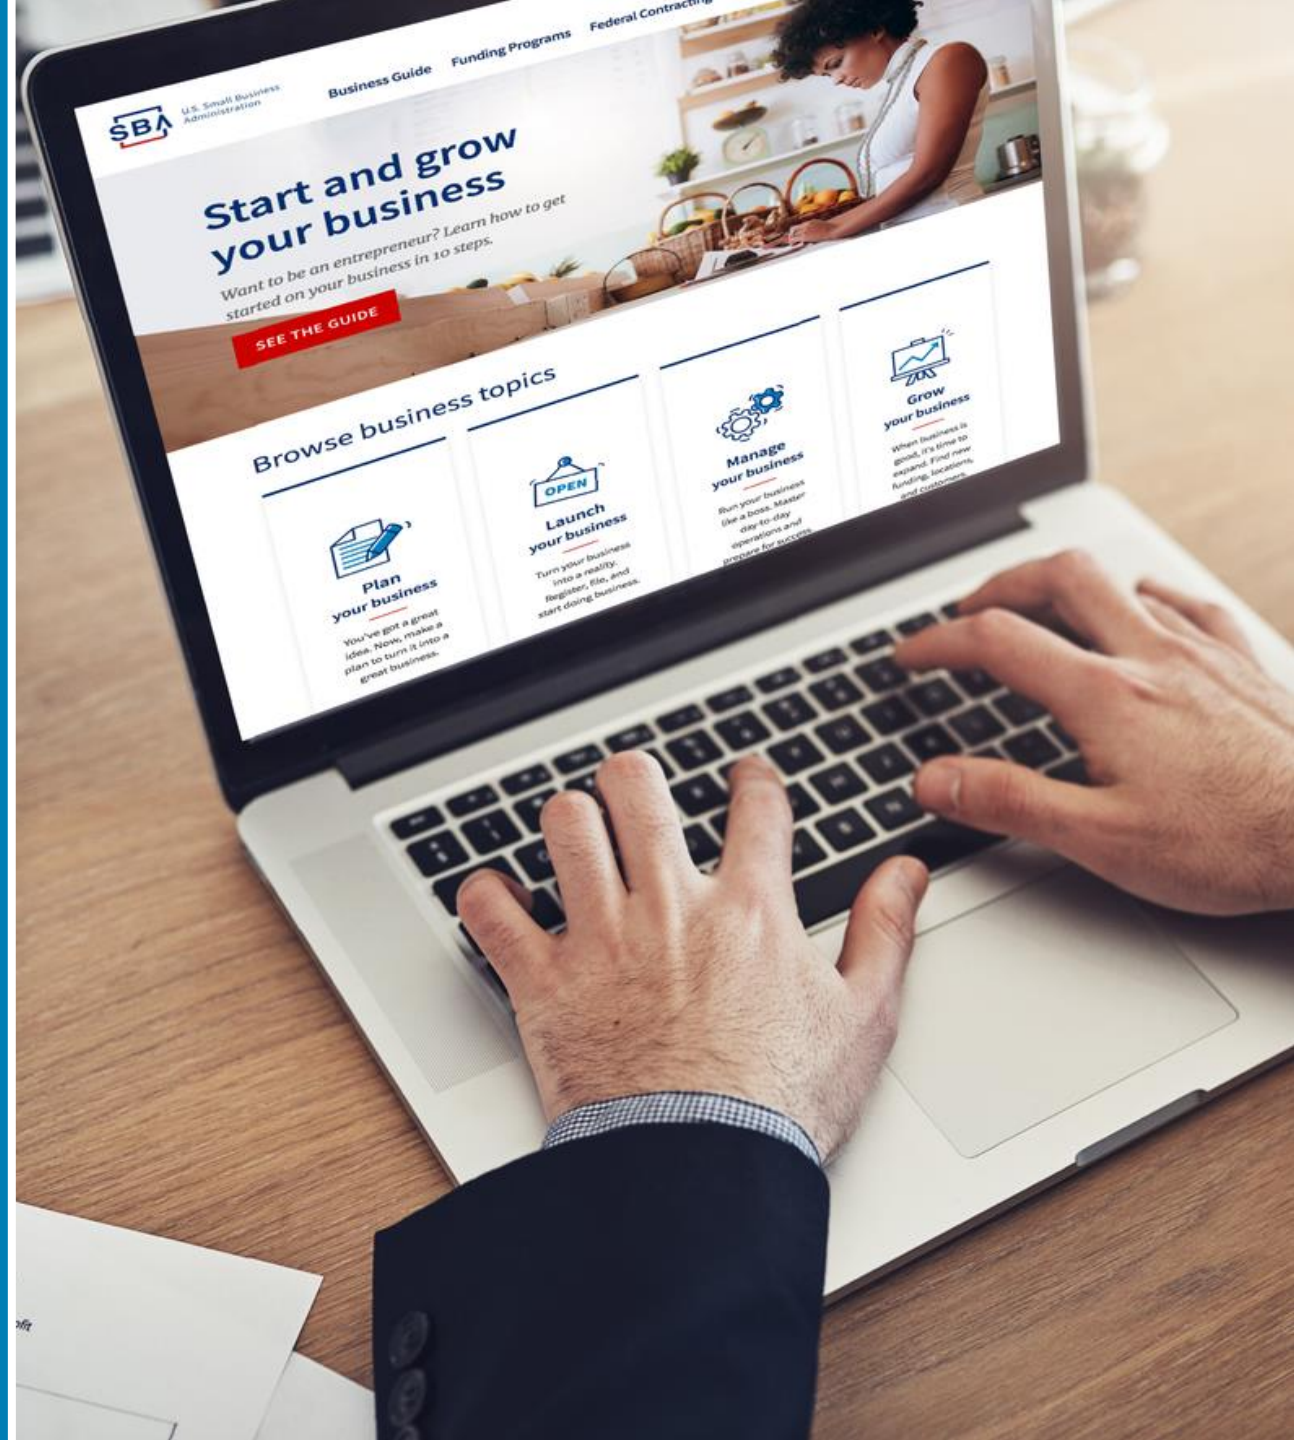 SBA
U.S. Small Business
Administration
Business Guide
Funding Programs
Federal Contracting
Start and grow
your business
Want to be an entrepreneur? Learn how to get
started on your business in 10 steps.
SEE THE GUIDE
Browse business topics
Plan
your business
You've got a great
idea. Now, make a
plan to turn it into a
great business.
OPEN
Launch
your business
Turn your business
into a reality.
Register, file, and
start doing business.
Manage
your business
Run your business
like a boss. Master
day-to-day
operations and
prepare for success.
Grow
your business
When business is
good, it's time to
expand. Find new
funding, locations,
and customers.